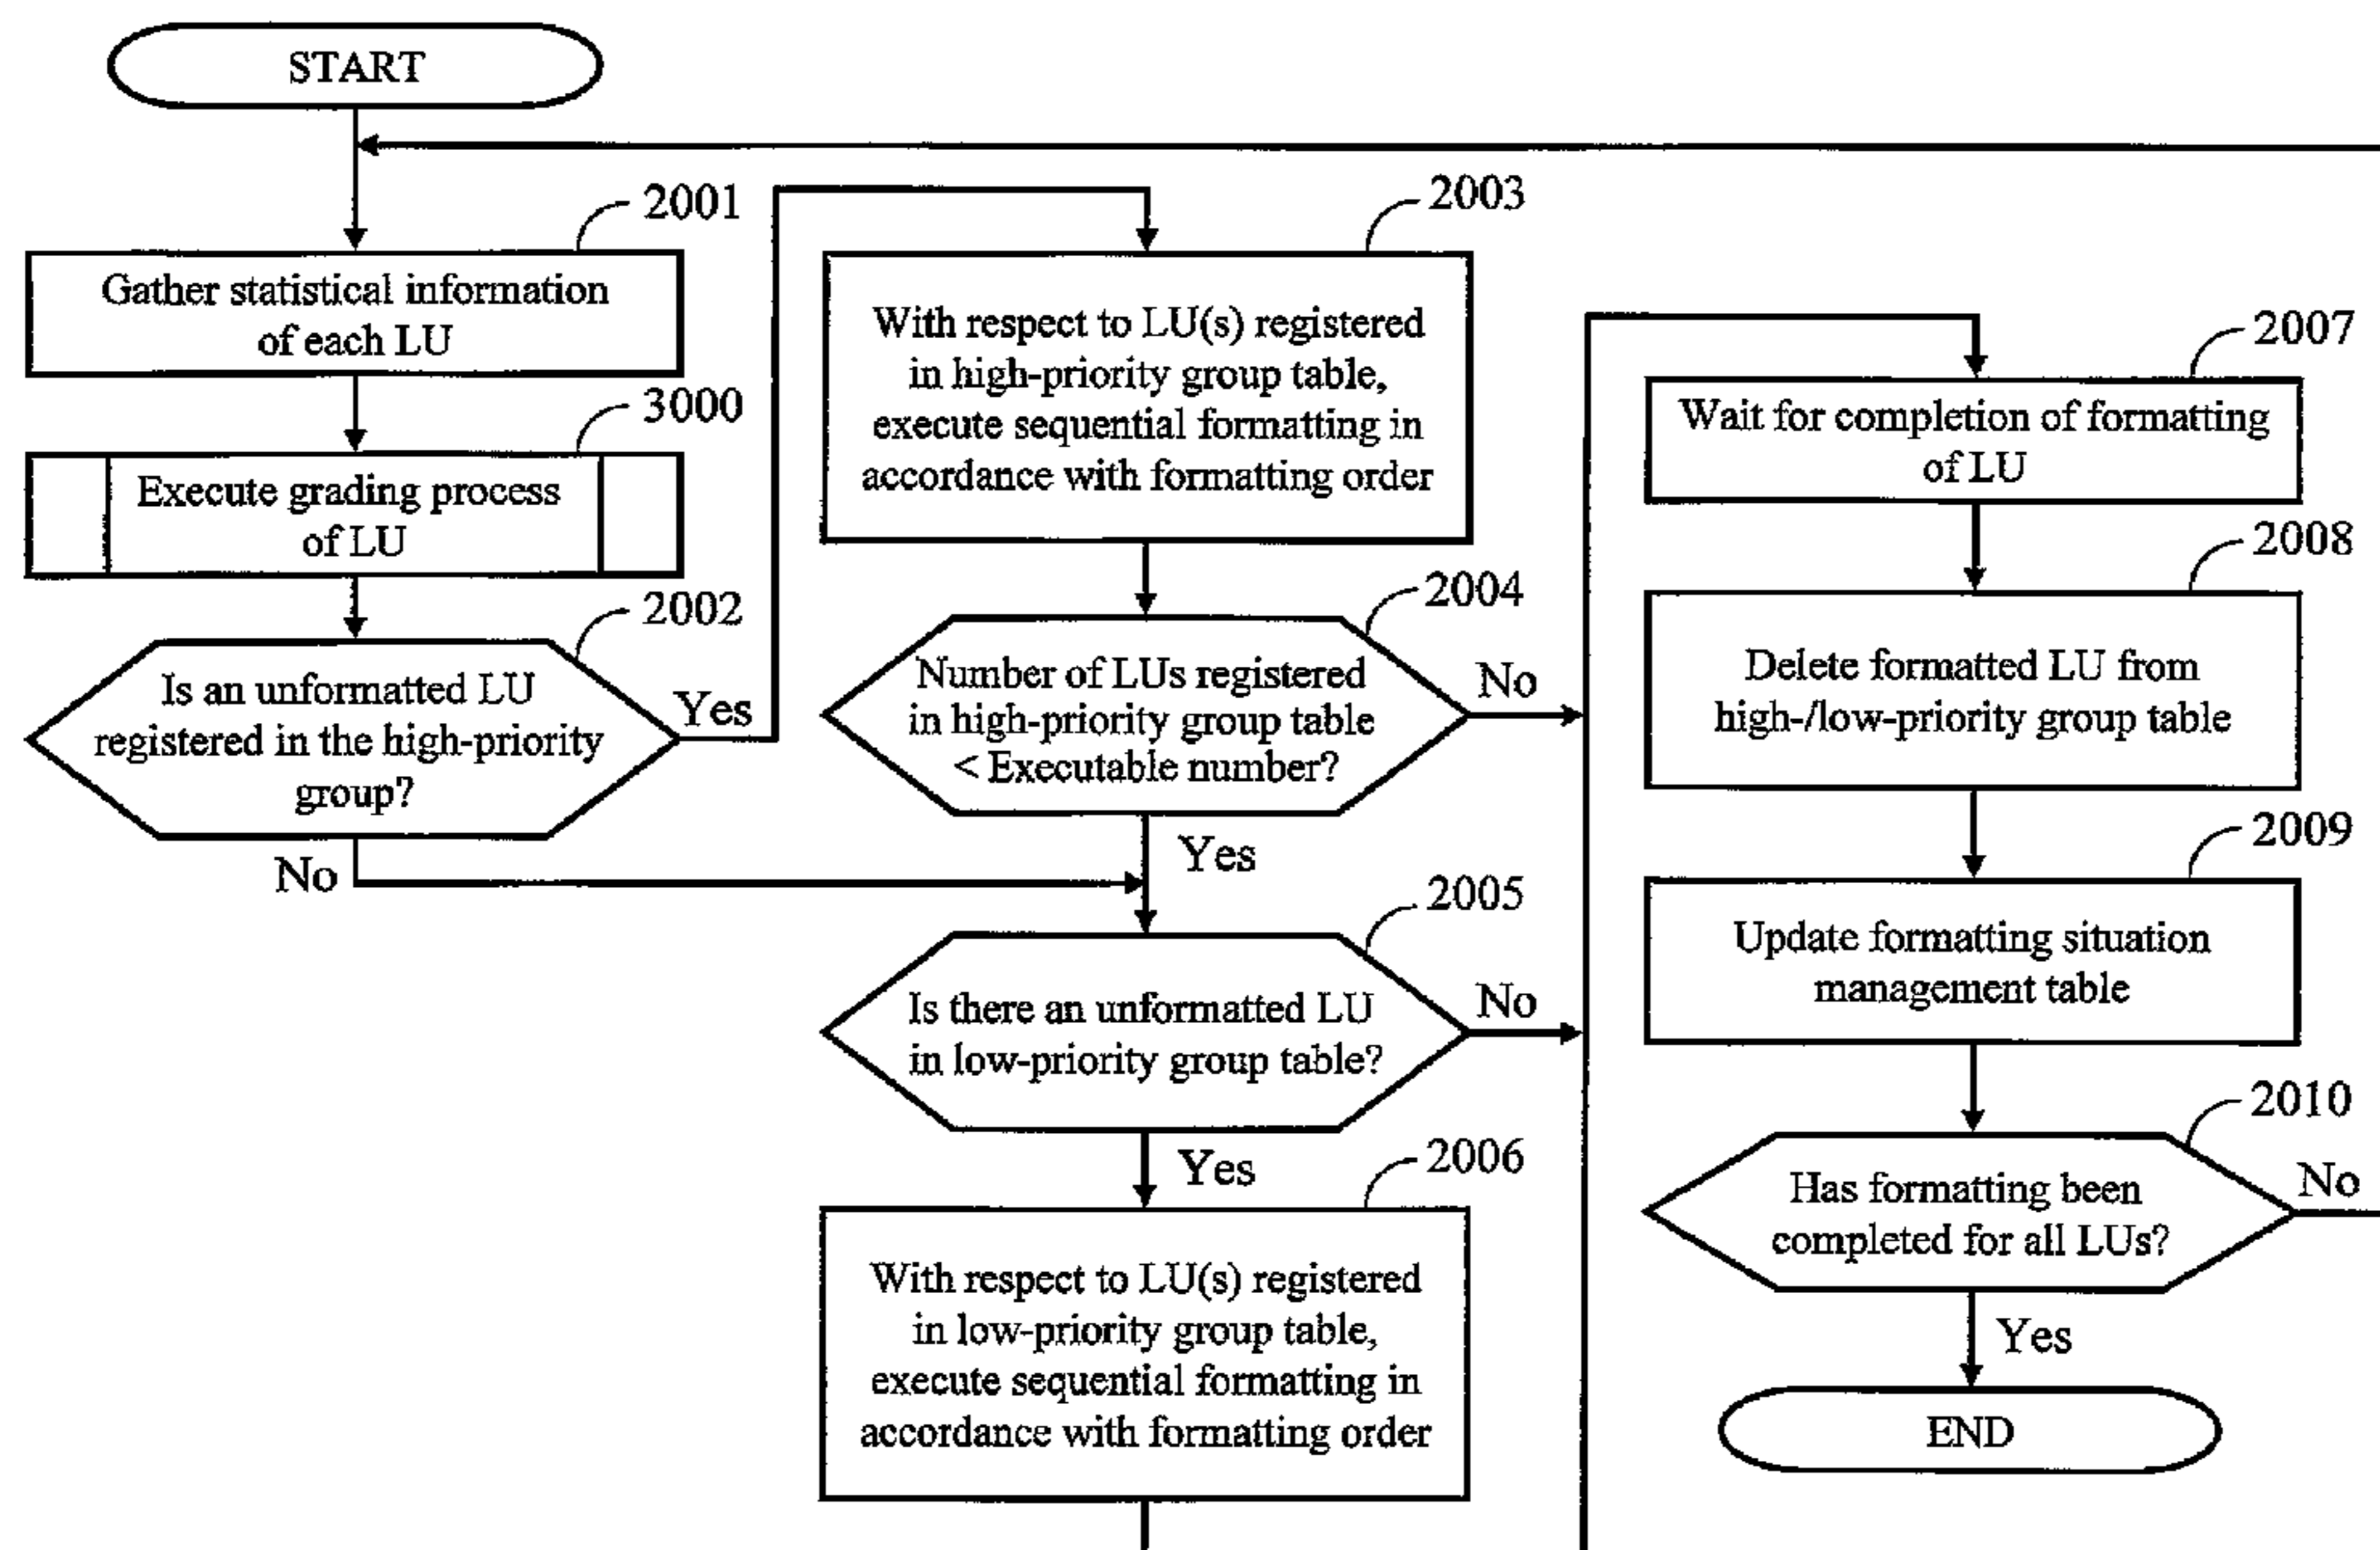 START
2001
Gather statistical information
of each LU
3000
Execute grading process
of LU
2002
Is an unformatted LU
registered in the high-priority
group?
Yes
No
2003
With respect to LU(s) registered
in high-priority group table,
execute sequential formatting in
accordance with formatting order
2004
Number of LUs registered
in high-priority group table
< Executable number?
No
Yes
2005
Is there an unformatted LU
in low-priority group table?
No
Yes
2006
With respect to LU(s) registered
in low-priority group table,
execute sequential formatting in
accordance with formatting order
2007
Wait for completion of formatting
of LU
2008
Delete formatted LU from
high-/low-priority group table
2009
Update formatting situation
management table
2010
Has formatting been
completed for all LUs?
No
Yes
END